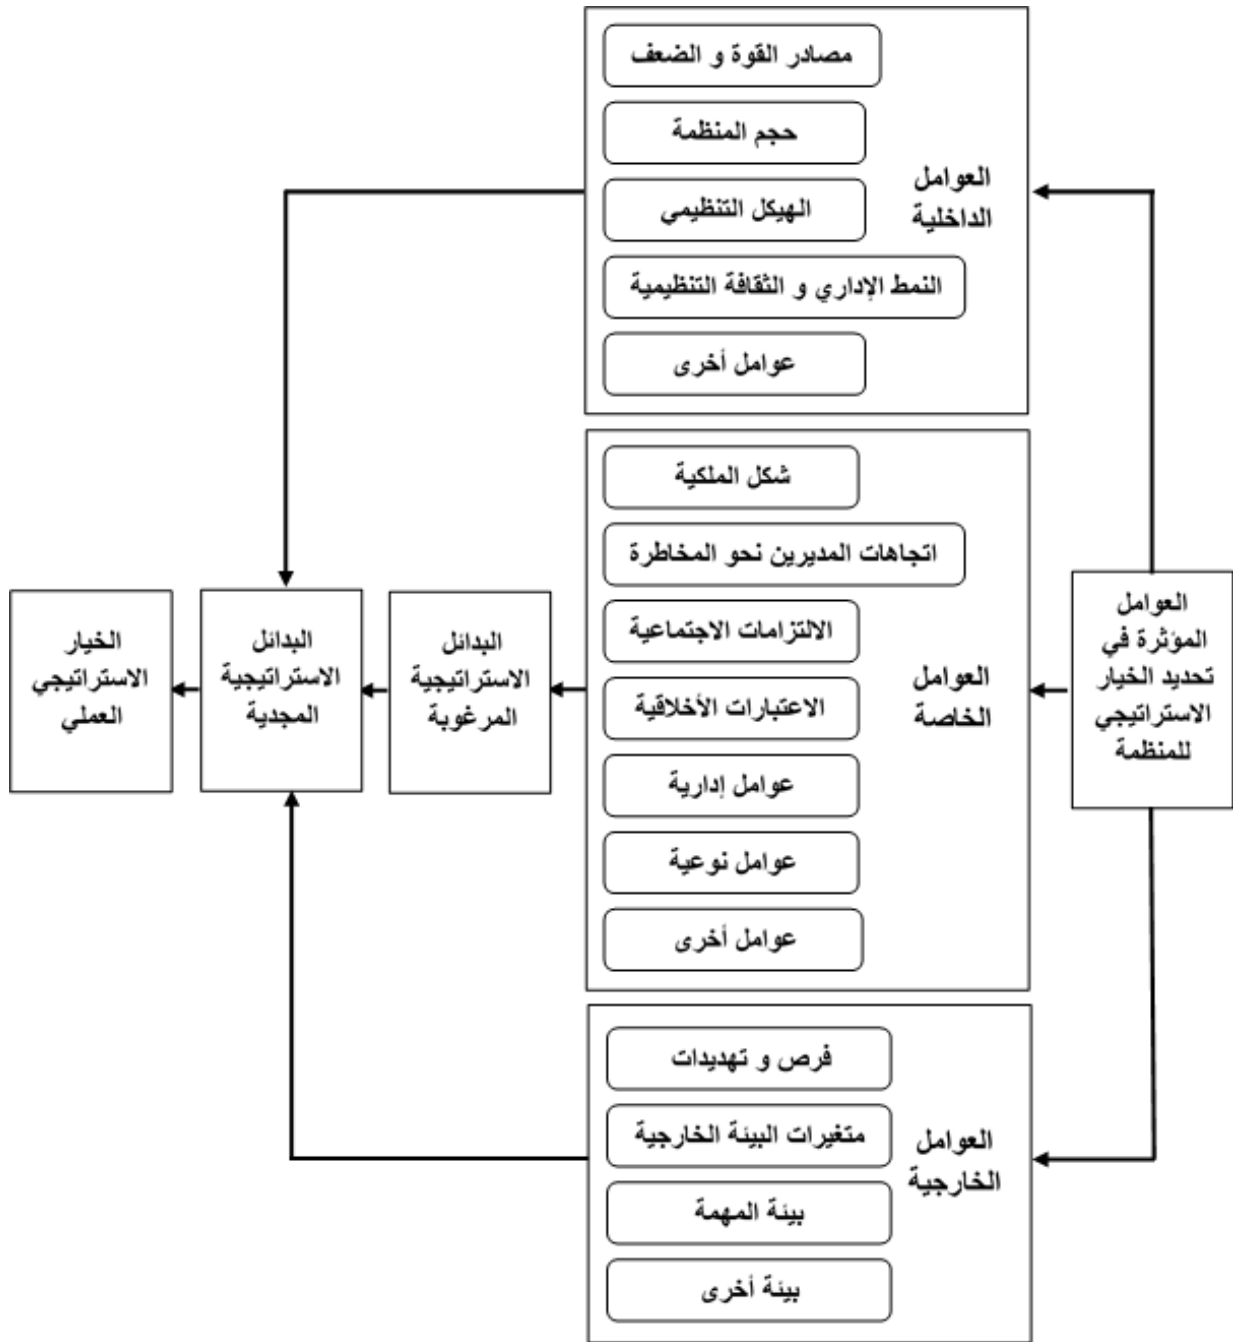 العوامل
المؤثرة في
تحديد الخيار
الاستراتيجي
للمنظمة
العوامل
الداخلية
مصادر القوة و الضعف
حجم المنظمة
الهيكل التنظيمي
النمط الإداري و الثقافة التنظيمية
عوامل أخرى
العوامل
الخاصة
شكل الملكية
اتجاهات المديرين نحو المخاطرة
الالتزامات الاجتماعية
الاعتبارات الأخلاقية
عوامل إدارية
عوامل نوعية
عوامل أخرى
العوامل
الخارجية
فرص و تهديدات
متغيرات البيئة الخارجية
بيئة المهمة
بيئة أخرى
البدائل
الاستراتيجية
المرغوبة
البدائل
الاستراتيجية
المجدية
الخيار
الاستراتيجي
العملي